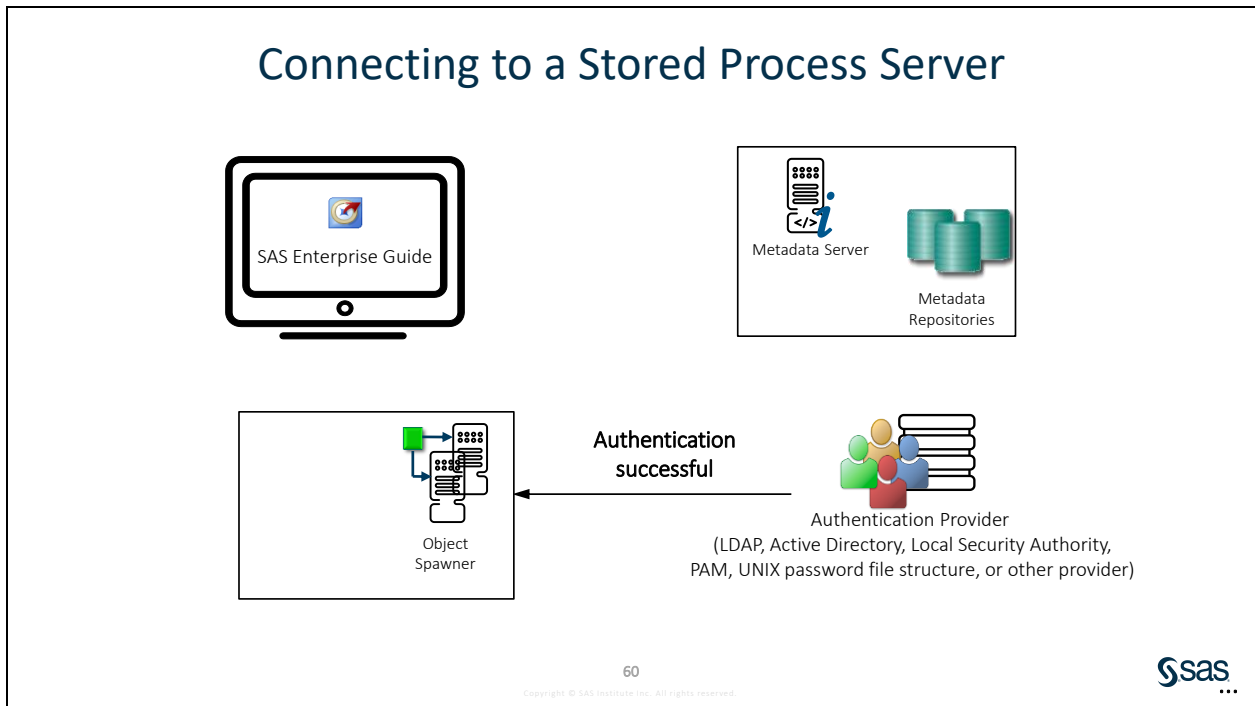 Connecting to a Stored Process Server
SAS Enterprise Guide
</>
i
Metadata Server
Metadata
Repositories
Authentication
successful
Object
Spawner
Authentication Provider
(LDAP, Active Directory, Local Security Authority,
PAM, UNIX password file structure, or other provider)
60
Copyright © SAS Institute Inc. All rights reserved.
sas
...